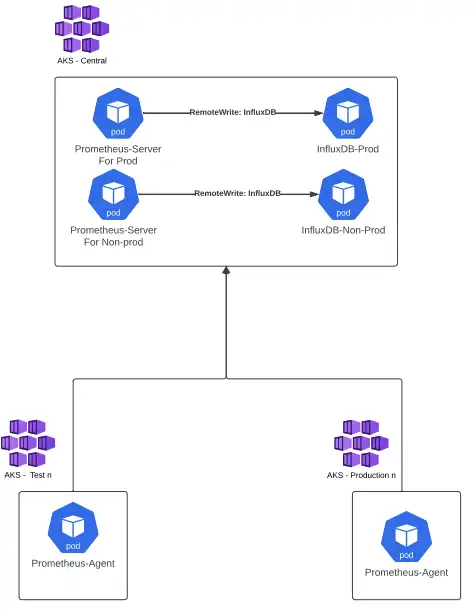 AKS - Central
pod
RemoteWrite: InfluxDB
pod
Prometheus-Server
For Prod
InfluxDB-Prod
pod
RemoteWrite: InfluxDB
pod
Prometheus-Server
For Non-prod
InfluxDB-Non-Prod
AKS - Test n
AKS - Production n
pod
Prometheus-Agent
pod
Prometheus-Agent